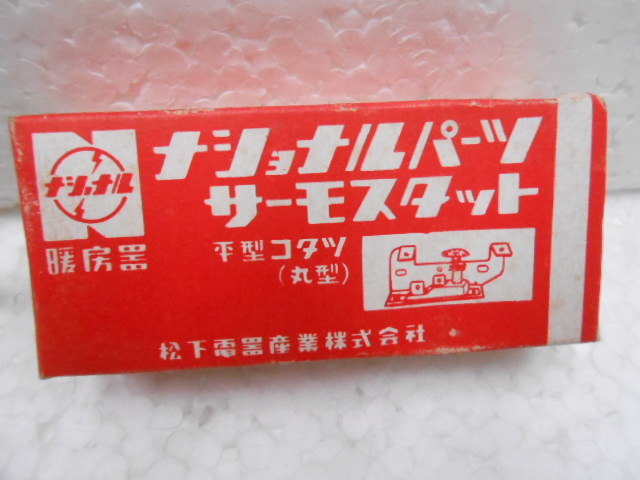 ナショナル
ナショナルパーツ
サーモスタット
暖房器
平型コタツ
(丸型)
松下電器産業株式会社